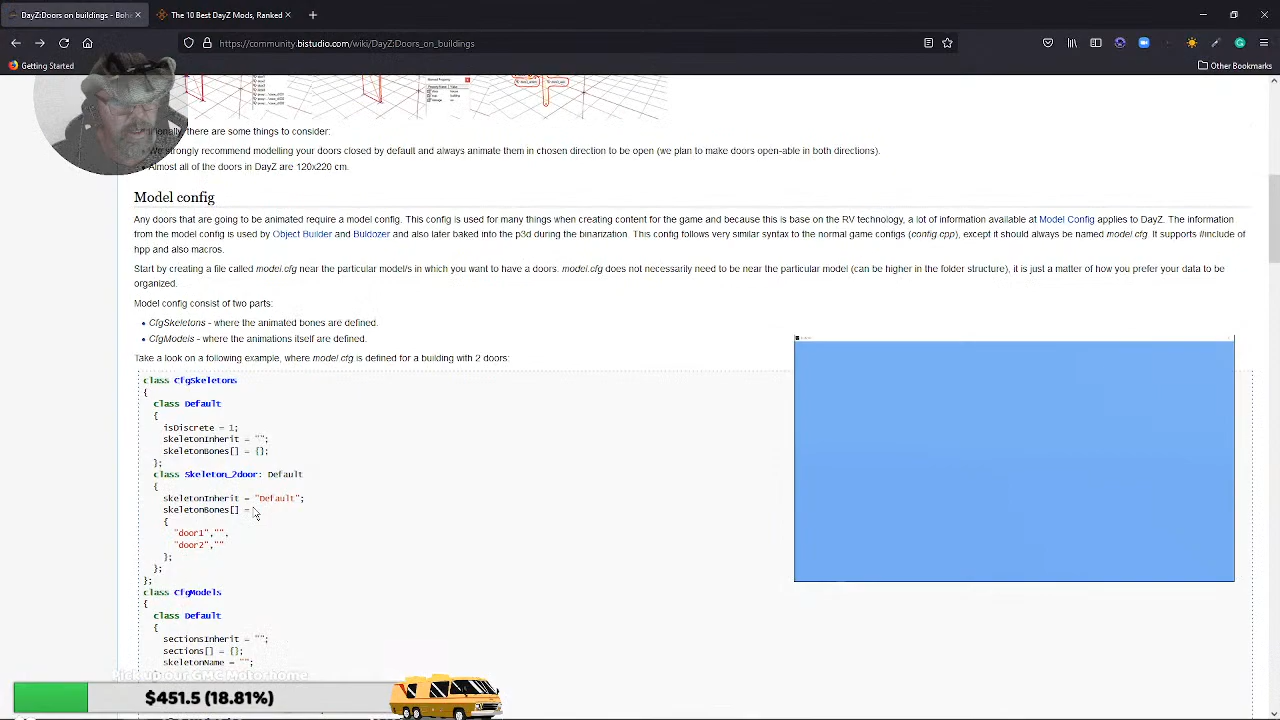 DayZ:Doors on buildings - Bohe
The 10 Best DayZ Mods, Ranked
https://community.bistudio.com/wiki/DayZ:Doors_on_buildings
Getting Started
Other Bookmarks
there are some things to consider:
strongly recommend modelling your doors closed by default and always animate them in chosen direction to be open (we plan to make doors open-able in both directions).
Almost all of the doors in DayZ are 120x220 cm.
Model config
Any doors that are going to be animated require a model config. This config is used for many things when creating content for the game and because this is base on the RV technology, a lot of information available at Model Config applies to DayZ. The information
from the model config is used by Object Builder and Buldozer and also later baked into the p3d during the binarization. This config follows very similar syntax to the normal game configs (config.cpp), except it should always be named model.cfg. It supports #include of
hpp and also macros.
Start by creating a file called model.cfg near the particular model/s in which you want to have a doors. model.cfg does not necessarily need to be near the particular model (can be higher in the folder structure), it is just a matter of how you prefer your data to be
organized.
Model config consist of two parts:
CfgSkeletons - where the animated bones are defined.
CfgModels - where the animations itself are defined.
Take a look on a following example, where model.cfg is defined for a building with 2 doors:
class CfgSkeletons
{
class Default
{
isDiscrete = 1;
skeletonInherit = "";
skeletonBones[] = {};
};
class Skeleton_2door: Default
{
skeletonInherit = "Default";
skeletonBones[] =
{
"door1","",
"door2",""
};
};
};
class CfgModels
{
class Default
{
sectionsInherit = "";
sections[] = {};
skeletonName = "";
Pick up our GMC Motorhome
$451.5 (18.81%)